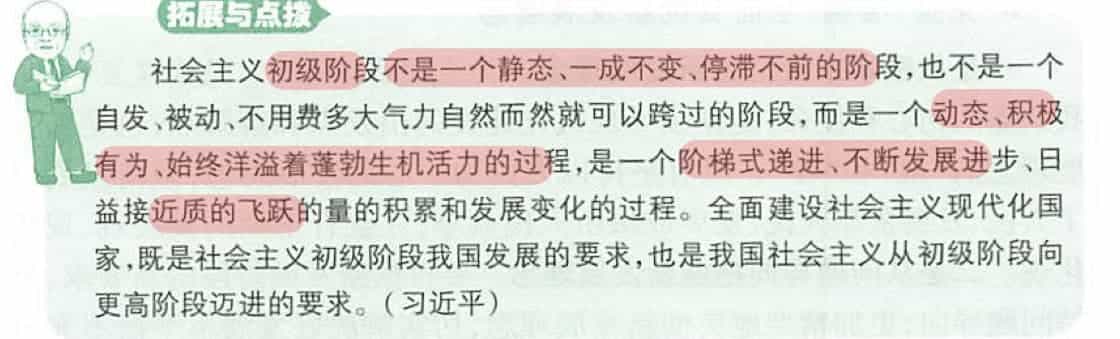 拓展与点拨
社会主义初级阶段不是一个静态、一成不变、停滞不前的阶段,也不是一个
自发、被动、不用费多大气力自然而然就可以跨过的阶段,而是一个动态、积极
有为、始终洋溢着蓬勃生机活力的过程,是一个阶梯式递进、不断发展进步、日
益接近质的飞跃的量的积累和发展变化的过程。全面建设社会主义现代化国
家,既是社会主义初级阶段我国发展的要求,也是我国社会主义从初级阶段向
更高阶段迈进的要求。(习近平)